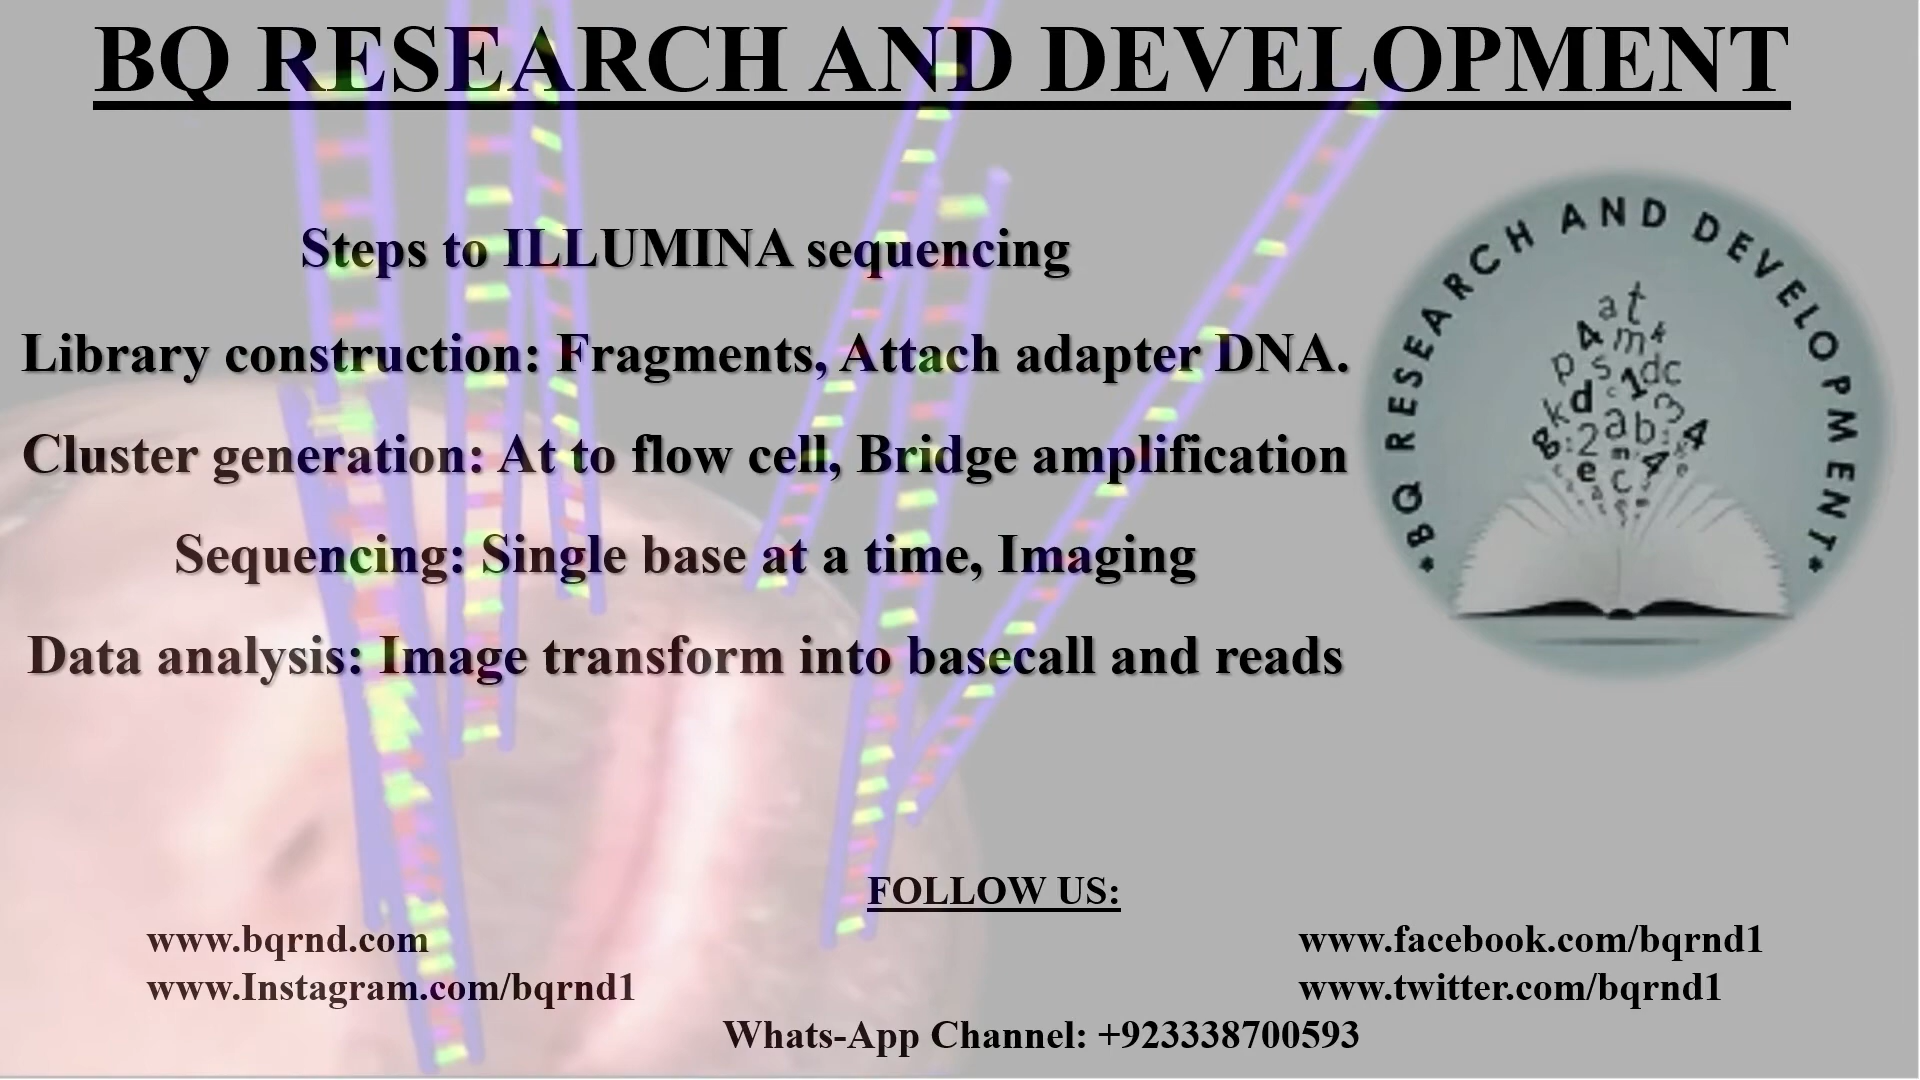 BQ RESEARCH AND DEVELOPMENT
Steps to ILLUMINA sequencing
Library construction: Fragments, Attach adapter DNA.
Cluster generation: At to flow cell, Bridge amplification
Sequencing: Single base at a time, Imaging
Data analysis: Image transform into basecall and reads
* BQ RESEARCH AND DEVELOPMENT *
FOLLOW US:
www.bqrnd.com
www.facebook.com/bqrnd1
www.Instagram.com/bqrnd1
www.twitter.com/bqrnd1
Whats-App Channel: +923338700593